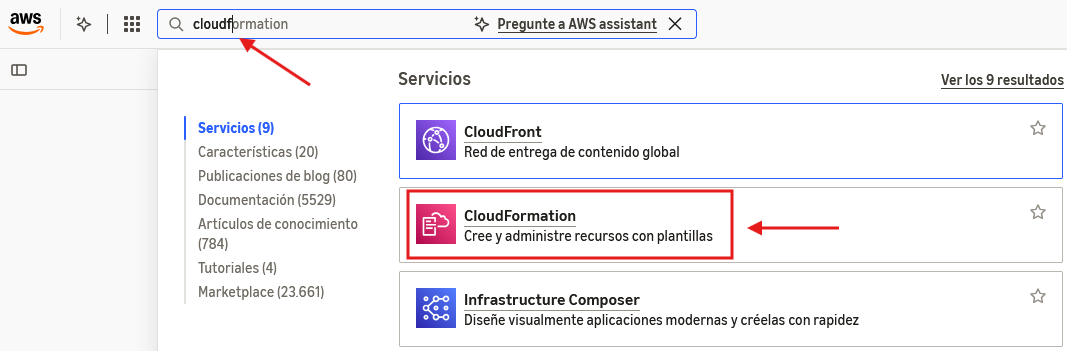 aws
cloudformation
Pregunte a AWS assistant
Servicios
Ver los 9 resultados
Servicios (9)
Características (20)
Publicaciones de blog (80)
Documentación (5529)
Artículos de conocimiento
(784)
Tutoriales (4)
Marketplace (23.661)
CloudFront
Red de entrega de contenido global
CloudFormation
Cree y administre recursos con plantillas
Infrastructure Composer
Diseñe visualmente aplicaciones modernas y créelas con rapidez